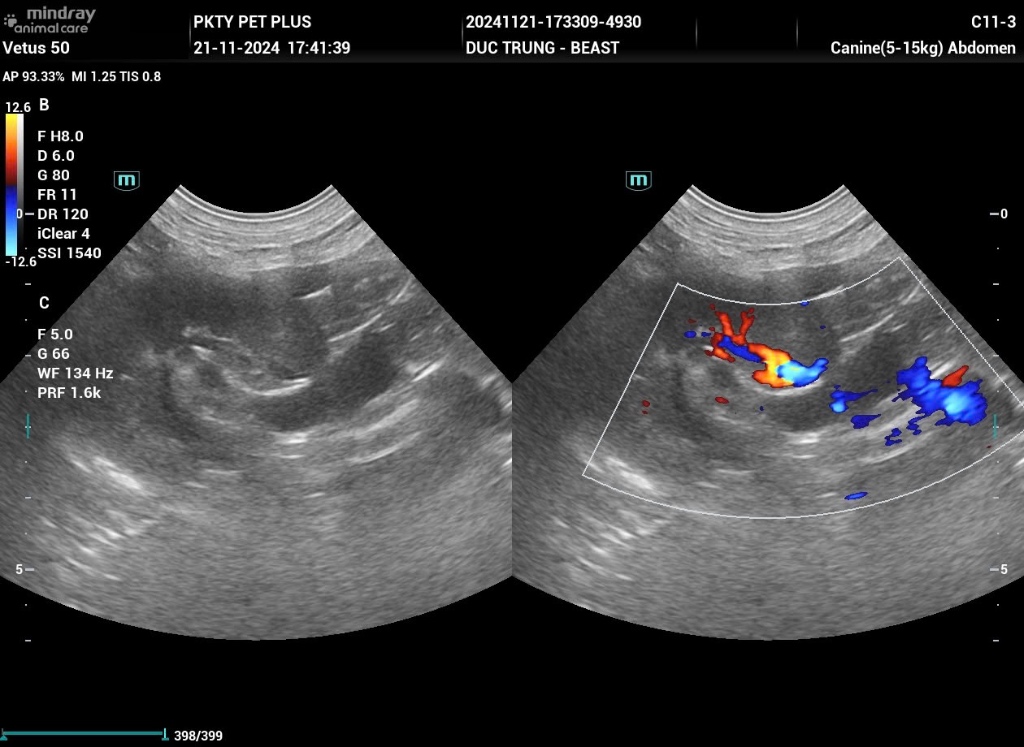 mindray
animalcare
Vetus 50
PKTY PET PLUS
21-11-2024 17:41:39
20241121-173309-4930
DUC TRUNG - BEAST
C11-3
Canine(5-15kg) Abdomen
AP 93.33% MI 1.25 TIS 0.8
12.6
0
-12.6
B
F H8.0
D 6.0
G 80
FR 11
DR 120
iClear 4
SSI 1540
C
F 5.0
G 66
WF 134 Hz
PRF 1.6k
5
m
m
0
5
398/399